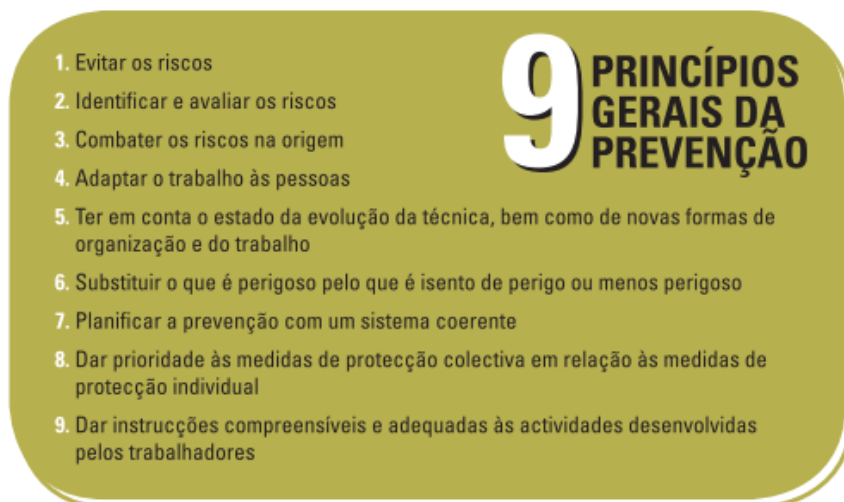 9 PRINCÍPIOS
GERAIS DA
PREVENÇÃO
1. Evitar os riscos
2. Identificar e avaliar os riscos
3. Combater os riscos na origem
4. Adaptar o trabalho às pessoas
5. Ter em conta o estado da evolução da técnica, bem como de novas formas de
organização e do trabalho
6. Substituir o que é perigoso pelo que é isento de perigo ou menos perigoso
7. Planificar a prevenção com um sistema coerente
8. Dar prioridade às medidas de protecção colectiva em relação às medidas de
protecção individual
9. Dar instrucções compreensíveis e adequadas às actividades desenvolvidas
pelos trabalhadores